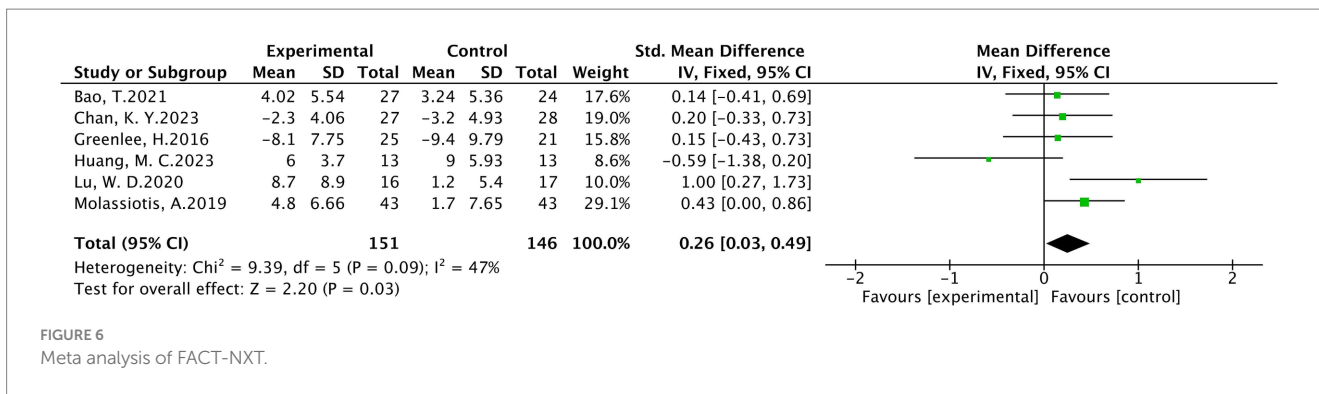 Experimental Control Std. Mean Difference Mean Difference
Study or Subgroup Mean SD Total Mean SD Total Weight IV, Fixed, 95% CI IV, Fixed, 95% CI
Bao, T.2021 4.02 5.54 27 3.24 5.36 24 17.6% 0.14 [−0.41, 0.69]
Chan, K. Y.2023 -2.3 4.06 27 -3.2 4.93 28 19.0% 0.20 [−0.33, 0.73]
Greenlee, H.2016 -8.1 7.75 25 -9.4 9.79 21 15.8% 0.15 [−0.43, 0.73]
Huang, M. C.2023 6 3.7 13 9 5.93 13 8.6% −0.59 [−1.38, 0.20]
Lu, W. D.2020 8.7 8.9 16 1.2 5.4 17 10.0% 1.00 [0.27, 1.73]
Molassiotis, A.2019 4.8 6.66 43 1.7 7.65 43 29.1% 0.43 [0.00, 0.86]
Total (95% CI) 151 146 100.0% 0.26 [0.03, 0.49]
Heterogeneity: Chi² = 9.39, df = 5 (P = 0.09); I² = 47%
Test for overall effect: Z = 2.20 (P = 0.03)
−2 −1 0 1 2
Favours [experimental] Favours [control]
FIGURE 6
Meta analysis of FACT-NXT.